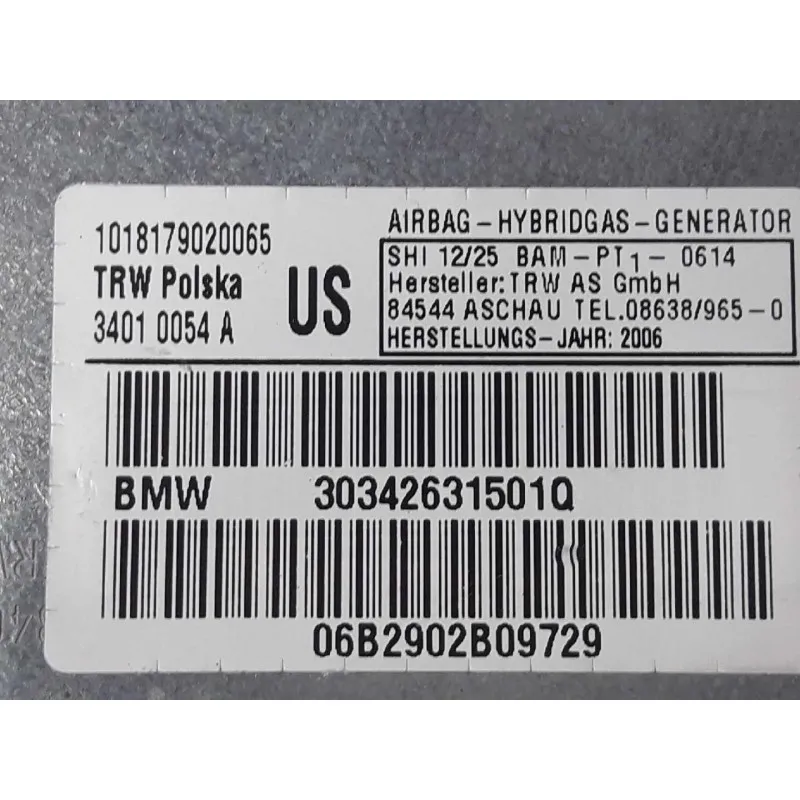 1018179020065
TRW Polska
3401 0054 A
US
AIRBAG-HYBRIDGAS-GENERATOR
SHI 12/25 BAM-PT1- 0614
Hersteller:TRW AS GmbH
84544 ASCHAU TEL.08638/965-0
HERSTELLUNGS-JAHR: 2006
BMW 30342631501Q
06B2902B09729